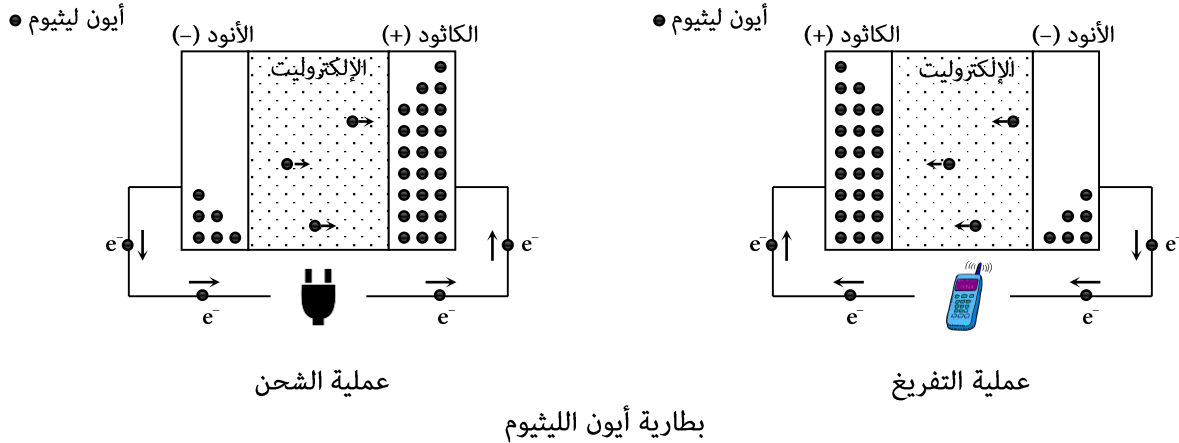 أيون ليثيوم
الأنود (–)
الكاثود (+)
الإلكتروليت
e⁻
e⁻
e⁻
e⁻
عملية الشحن
أيون ليثيوم
الكاثود (+)
الأنود (–)
الإلكتروليت
e⁻
e⁻
e⁻
e⁻
عملية التفريغ
بطارية أيون الليثيوم